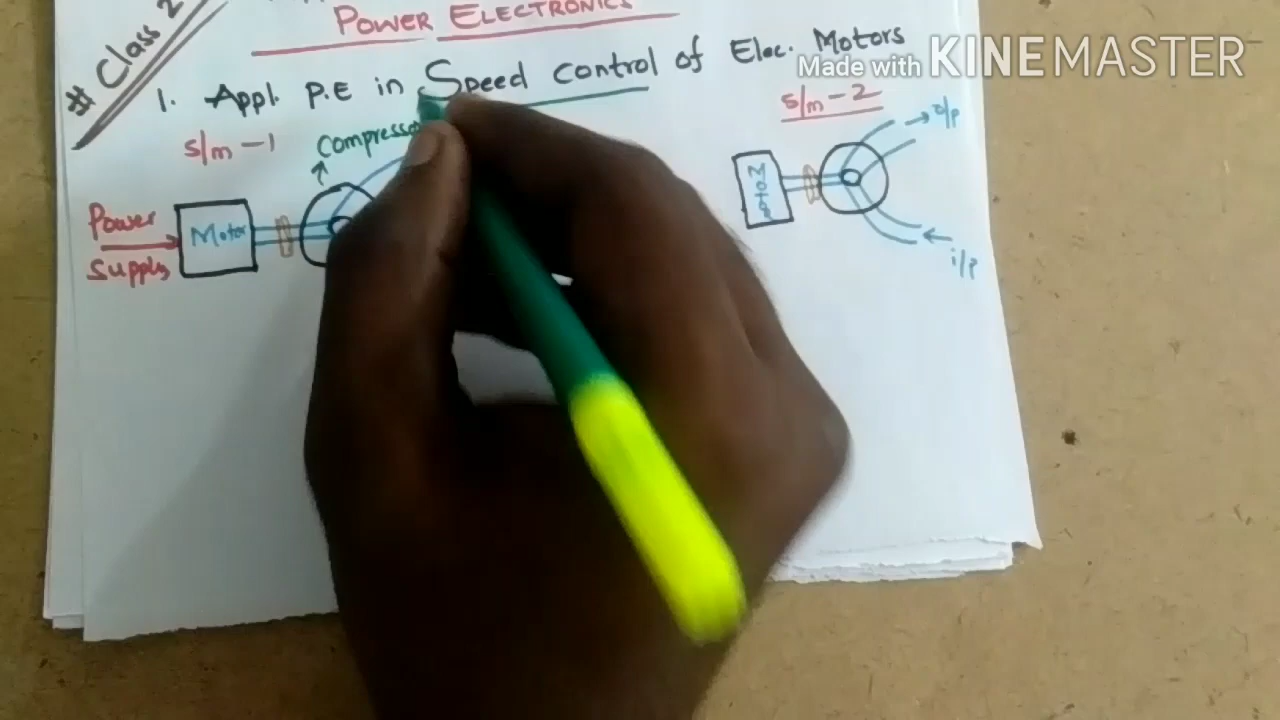 # Class 2
POWER ELECTRONICS
1. Appl. P.E in Speed control of Elec. Motors
Made with KINEMASTER
S/m - 1
S/m - 2
Compressor
o/p
Power
Supply
Motor
Motor
i/p